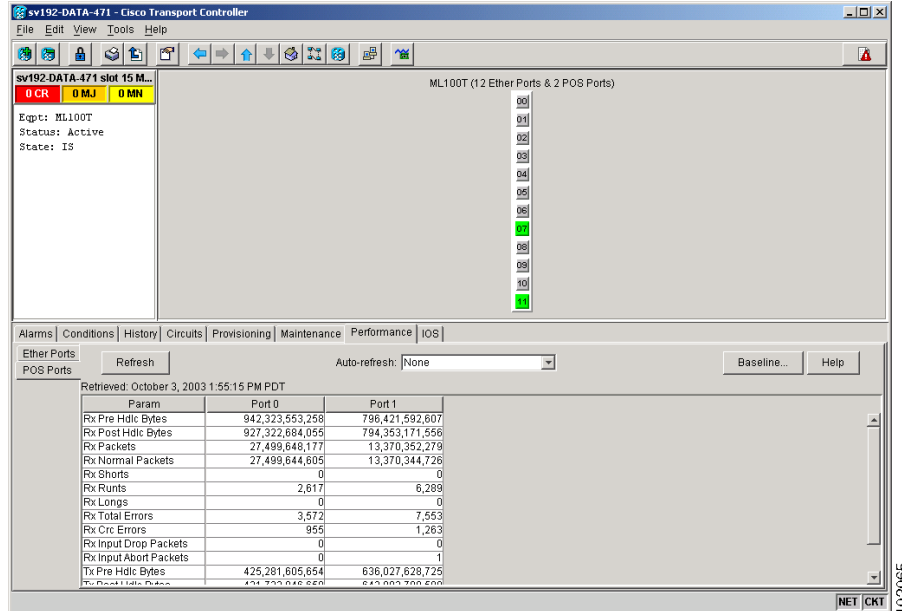 sv192-DATA-471 - Cisco Transport Controller
File Edit View Tools Help
sv192-DATA-471 slot 15 M...
0 CR 0 MJ 0 MN
Eqpt: ML100T
Status: Active
State: IS
ML100T (12 Ether Ports & 2 POS Ports)
00
01
02
03
04
05
06
07
08
09
10
11
Alarms Conditions History Circuits Provisioning Maintenance Performance IOS
Ether Ports
POS Ports
Refresh Auto-refresh: None Baseline... Help
Retrieved: October 3, 2003 1:55:15 PM PDT
Param Port 0 Port 1
Rx Pre Hdlc Bytes 942,323,553,258 796,421,592,607
Rx Post Hdlc Bytes 927,322,684,055 794,353,171,556
Rx Packets 27,499,648,177 13,370,352,279
Rx Normal Packets 27,499,644,605 13,370,344,726
Rx Shorts 0 0
Rx Runts 2,617 6,289
Rx Longs 0 0
Rx Total Errors 3,572 7,553
Rx Crc Errors 955 1,263
Rx Input Drop Packets 0 0
Rx Input Abort Packets 0 1
Tx Pre Hdlc Bytes 425,281,605,654 636,027,628,725
Tx Post Hdlc Bytes
NET CKT
102065